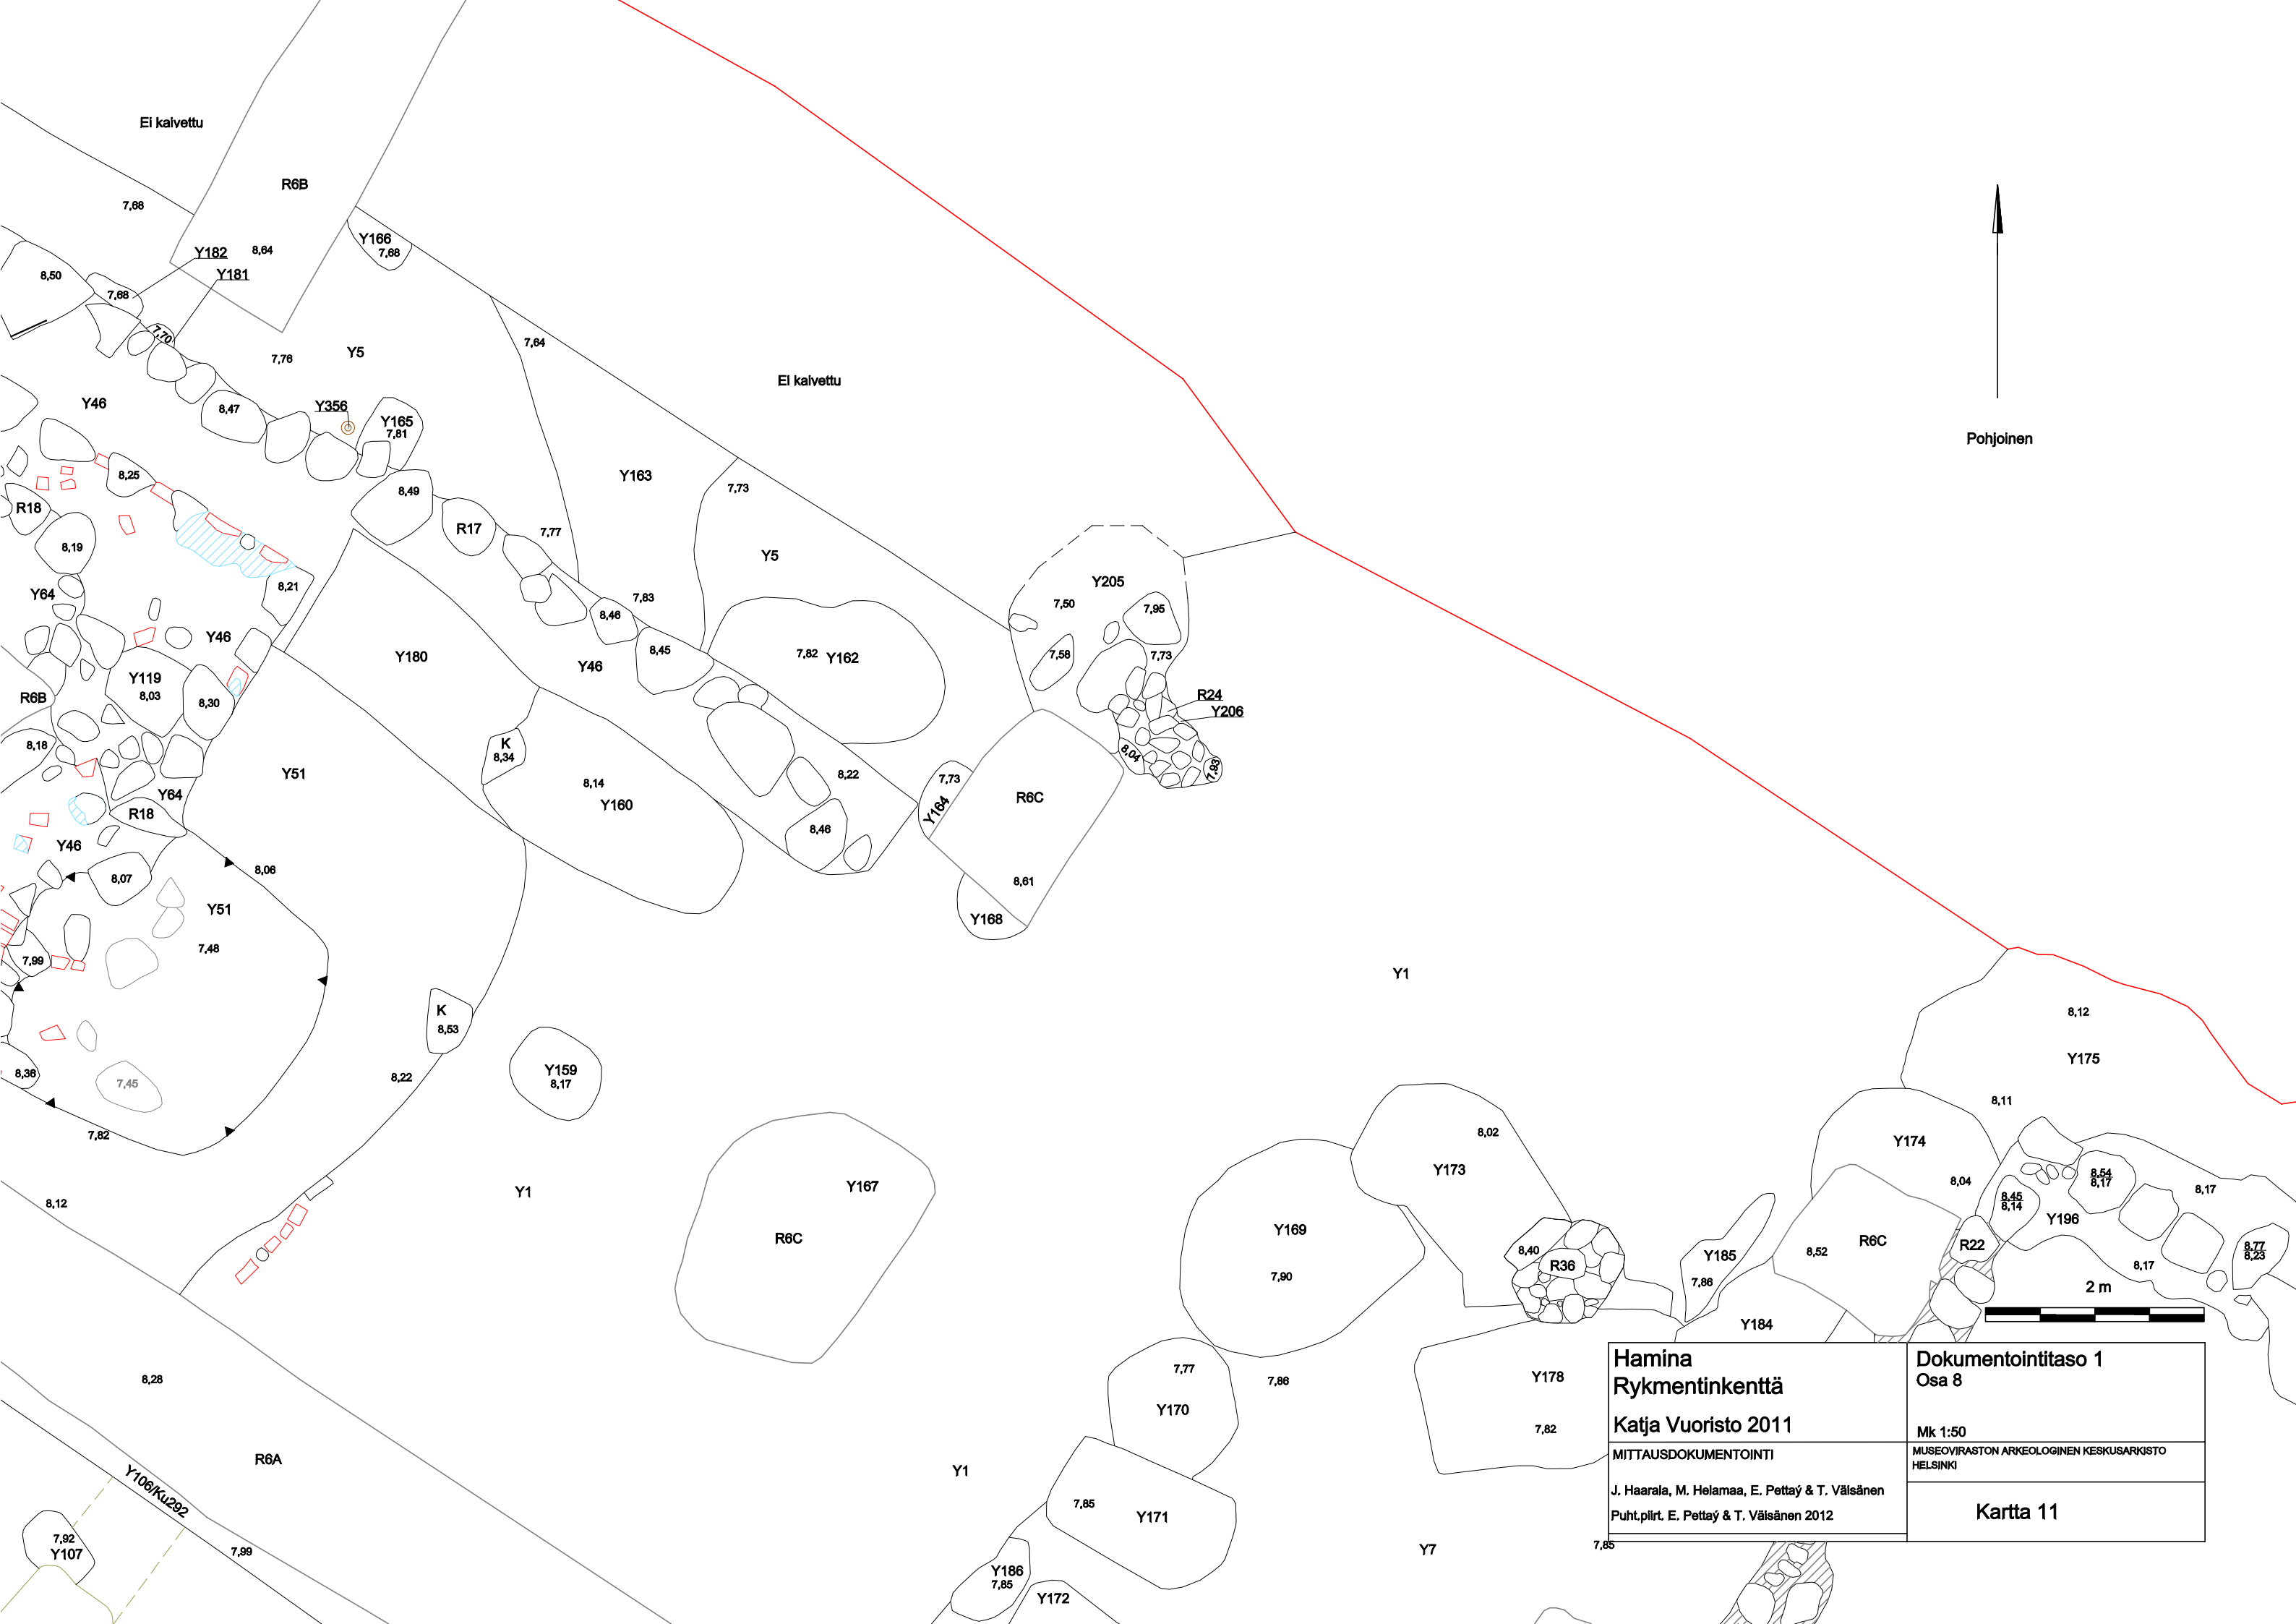 Ei kaivettu
R6B
7,68
Y166
7,68
Y182
8,64
Y181
8,50
7,68
7,70
7,76
Y5
7,64
Ei kaivettu
Pohjoinen
Y46
8,47
Y356
Y165
7,81
8,25
Y163
7,73
8,49
R18
R17
7,77
8,19
Y5
8,21
Y205
Y64
7,83
7,50
7,95
8,46
Y46
Y180
8,45
7,82
Y162
7,58
7,73
Y46
Y119
8,03
R6B
8,30
R24
Y206
8,18
K
8,34
8,04
7,93
Y51
8,14
8,22
7,73
Y64
Y160
Y164
R6C
R18
8,46
Y46
8,06
8,07
8,61
Y51
Y168
7,48
7,99
Y1
K
8,53
8,12
Y175
8,36
7,45
8,22
Y159
8,17
8,11
7,82
8,02
Y174
Y173
8,04
8,54
8,17
8,12
Y1
Y167
8,45
8,14
8,17
Y196
R6C
Y169
8,40
R36
Y185
8,52
R6C
R22
8,77
8,23
7,90
7,86
8,17
2 m
Y184
8,28
7,77
7,86
Y178
Y170
7,82
R6A
Y1
Y106/Ku292
7,85
Y171
7,92
Y107
7,99
Y7
7,85
Y186
7,85
Y172
Hamina
Rykmentinkenttä
Katja Vuoristo 2011
MITTAUSDOKUMENTOINTI
J. Haarala, M. Helamaa, E. Pettaý & T. Väisänen
Puht.piirt. E. Pettaý & T. Väisänen 2012
Dokumentointitaso 1
Osa 8
Mk 1:50
MUSEOVIRASTON ARKEOLOGINEN KESKUSARKISTO
HELSINKI
Kartta 11